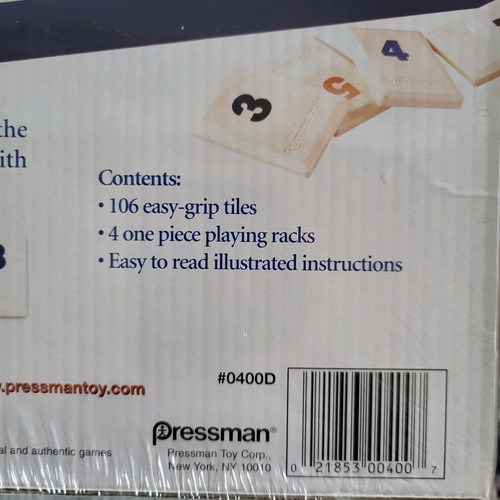 3
5
4
the
ith
Contents:
• 106 easy-grip tiles
• 4 one piece playing racks
• Easy to read illustrated instructions
.pressmantoy.com
#0400D
pressman®
al and authentic games
Pressman Toy Corp.,
New York, NY 10010
0 21853 00400 7